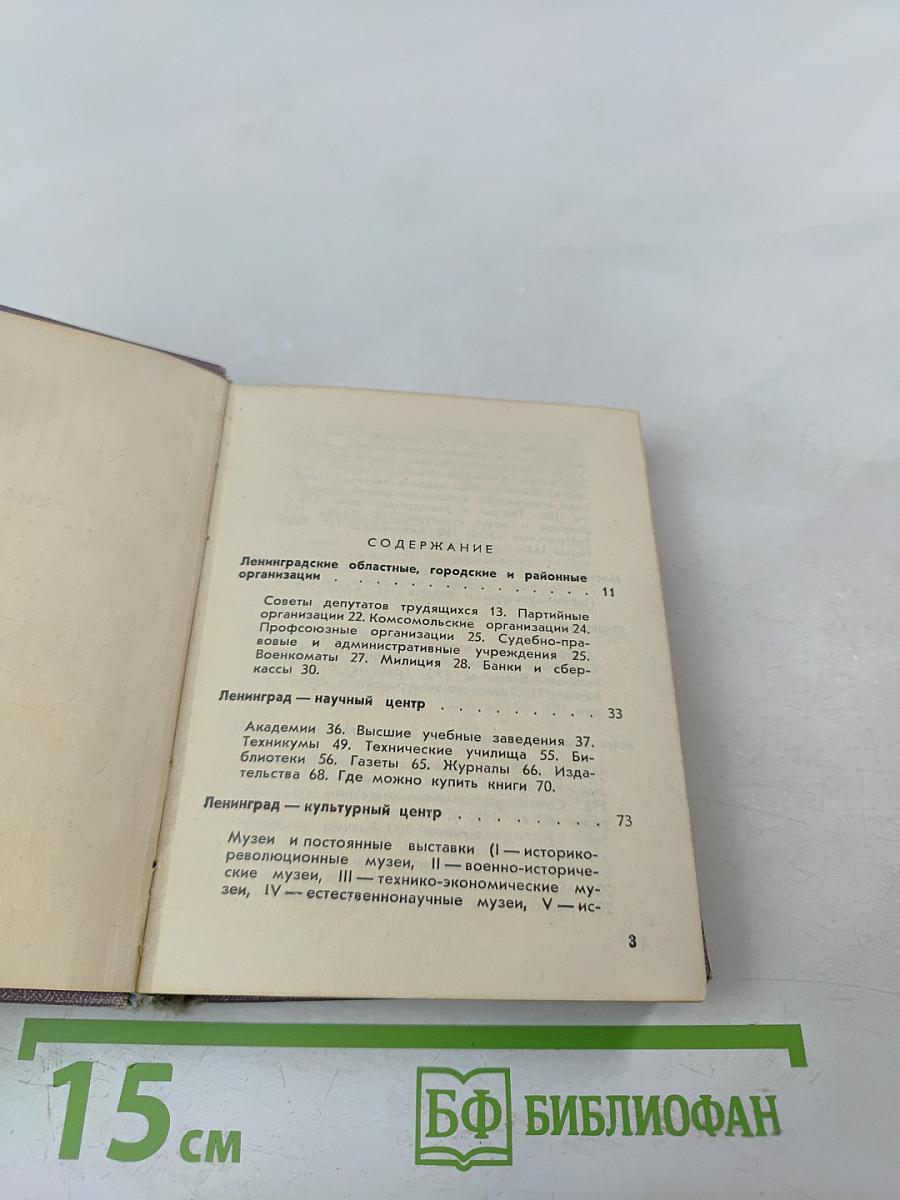 СОДЕРЖАНИЕ
Ленинградские областные, городские и районные
организации . . . . . . . . . . . . . . . 11
Советы депутатов трудящихся 13. Партийные
организации 22. Комсомольские организации 24.
Профсоюзные организации 25. Судебно-пра-
вовые и административные учреждения 25.
Военкоматы 27. Милиция 28. Банки и сбер-
кассы 30.
Ленинград — научный центр . . . . . . . . . 33
Академии 36. Высшие учебные заведения 37.
Техникумы 49. Технические училища 55. Би-
блиотеки 56. Газеты 65. Журналы 66. Изда-
тельства 68. Где можно купить книги 70.
Ленинград — культурный центр . . . . . . . . 73
Музеи и постоянные выставки (I — историко-
революционные музеи, II — военно-историче-
ские музеи, III — технико-экономические му-
зеи, IV — естественнонаучные музеи, V — ис-
3
15 см
БФ БИБЛИОФАН